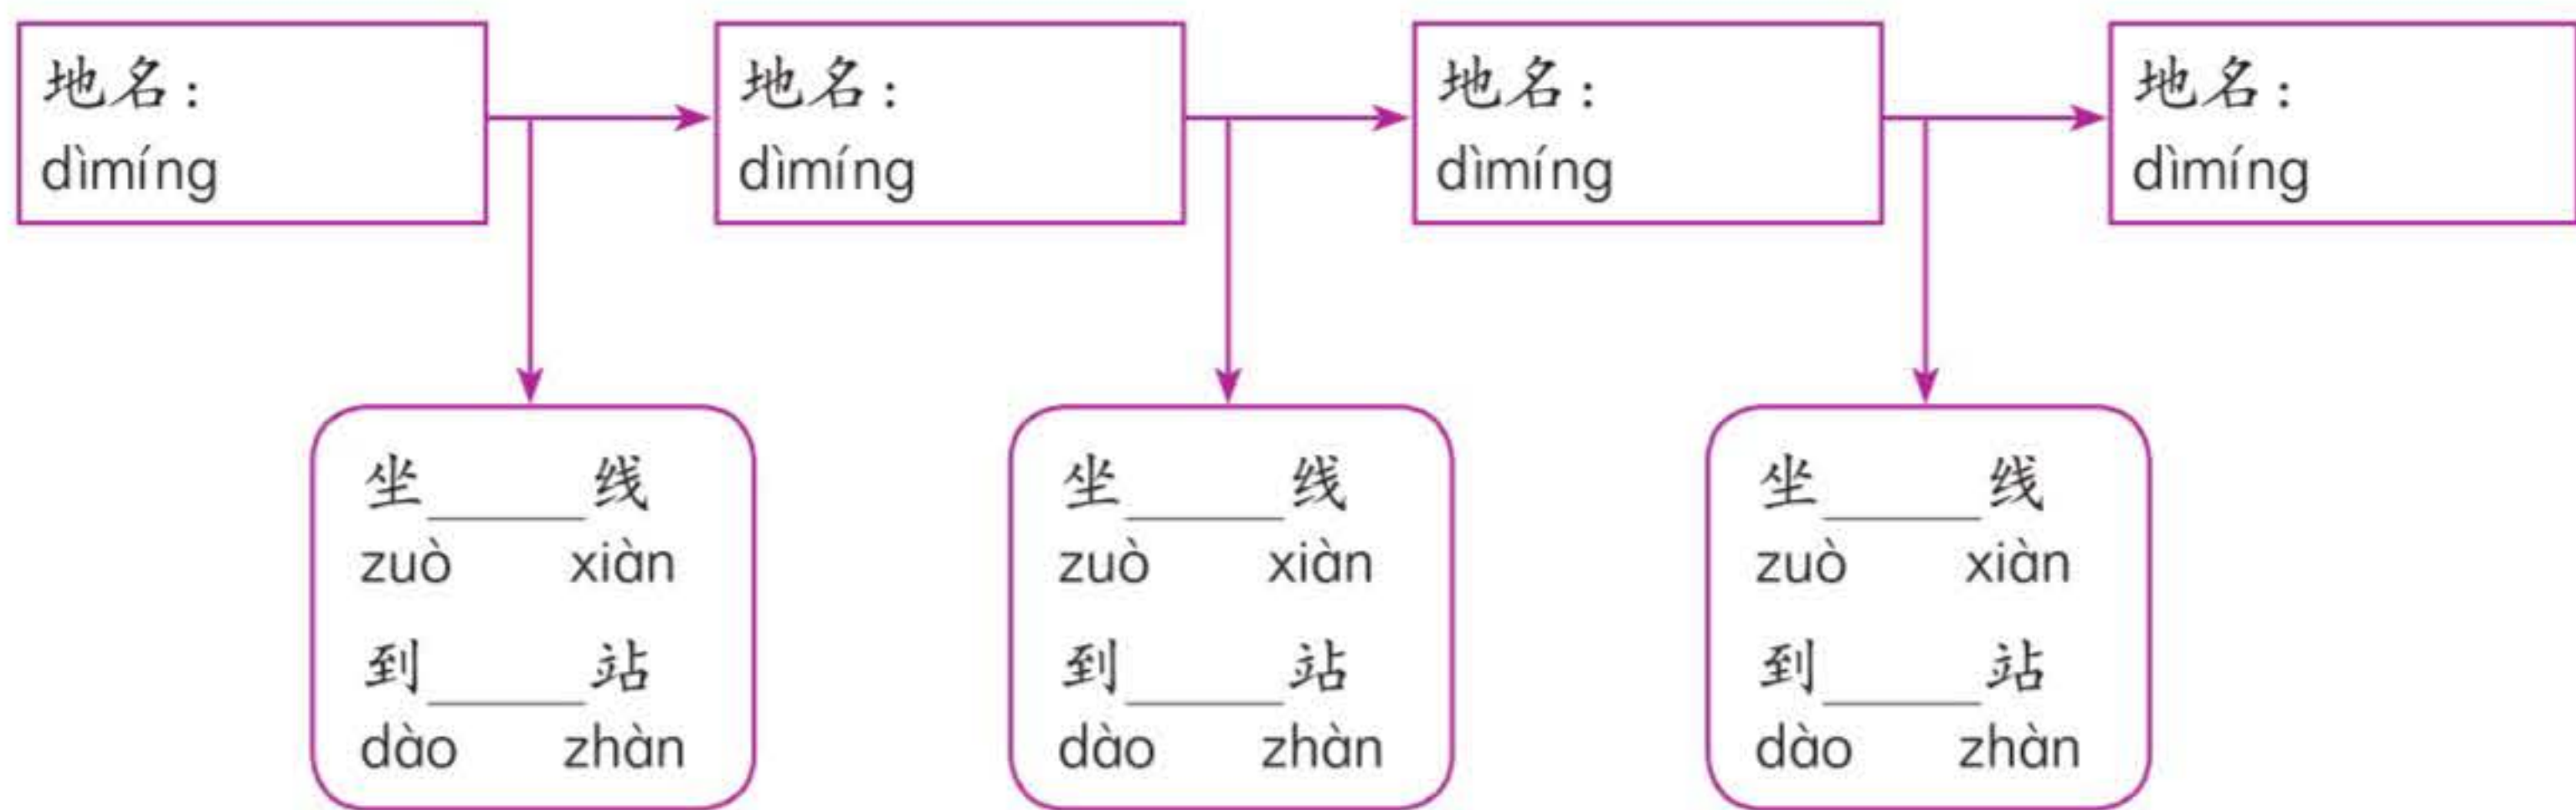 地名：
dìmíng
地名：
dìmíng
地名：
dìmíng
地名：
dìmíng
坐______线
zuò xiàn
到______站
dào zhàn
坐______线
zuò xiàn
到______站
dào zhàn
坐______线
zuò xiàn
到______站
dào zhàn